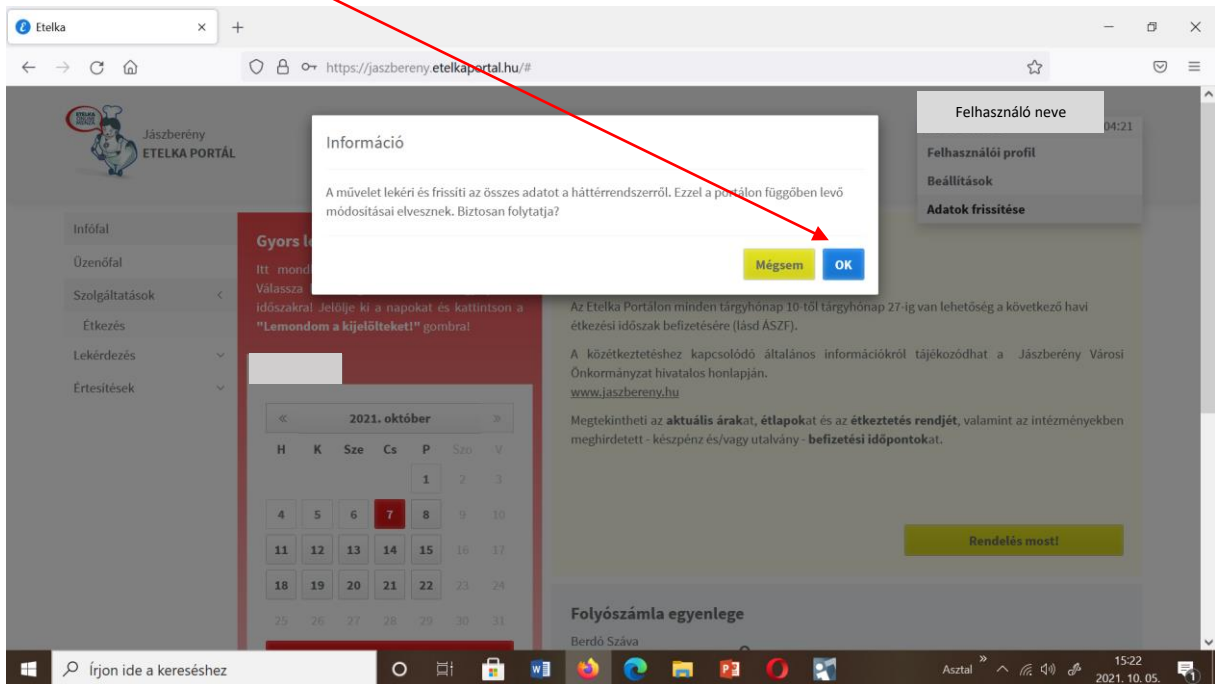 Etelka
https://jaszbereny.etelkaportal.hu/#
Jászberény
ETELKA PORTÁL
Felhasználó neve
04:21
Felhasználói profil
Beállítások
Adatok frissítése
Információ
A művelet lekéri és frissíti az összes adatot a háttérrendszerről. Ezzel a portálon függőben levő
módosításai elvesznek. Biztosan folytatja?
Mégsem
OK
Infófal
Üzenőfal
Szolgáltatások
Étkezés
Lekérdezés
Értesítések
Gyors
Itt
Válassza
időszakra! Jelölje ki a napokat és kattintson a
"Lemondom a kijelölteket!" gombra!
2021. október
H K Sze Cs P Szo V
1 2 3
4 5 6 7 8 9 10
11 12 13 14 15 16 17
18 19 20 21 22 23 24
25 26 27 28 29 30 31
Az Etelka Portálon minden tárgyhónap 10-től tárgyhónap 27-ig van lehetőség a következő havi
étkezési időszak befizetésére (lásd ÁSZF).
A közétkeztetéshez kapcsolódó általános információkról tájékozódhat a Jászberény Városi
Önkormányzat hivatalos honlapján.
www.jaszbereny.hu
Megtekintheti az aktuális árakat, étlapokat és az étkeztetés rendjét, valamint az intézményekben
meghirdetett - készpénz és/vagy utalvány - befizetési időpontokat.
Rendelés most!
Folyószámla egyenlege
Berdó Száva
Írjon ide a kereséshez
Asztal
15:22
2021. 10. 05.